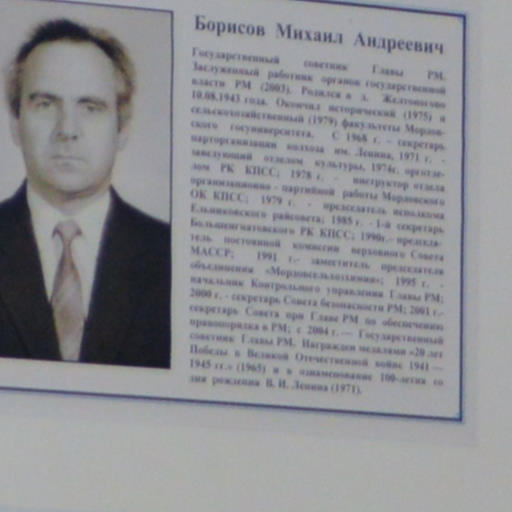 Борисов Михаил Андреевич
Государственный советник Главы РМ.
Заслуженный работник органов государственной
власти РМ (2003). Родился в д. Желтоногово
10.08.1943 года. Окончил исторический (1975) и
сельскохозяйственный (1979) факультеты Мордов-
ского госуниверситета. С 1968 г. - секретарь
парторганизации колхоза им. Ленина, 1971 г. -
заведующий отделом культуры, 1974г. орготде-
лом РК КПСС; 1978 г. - инструктор отдела
организационно - партийной работы Мордовского
ОК КПСС; 1979 г. - председатель исполкома
Ельниковского райсовета; 1985 г. - 1-й секретарь
Большеигнатовского РК КПСС; 1990г.- председа-
тель постоянной комиссии верховного Совета
МАССР; 1991 г.- заместитель председателя
объединения «Мордовсельхозхимия»; 1995 г. -
начальник Контрольного управления Главы РМ;
2000 г. - секретарь Совета безопасности РМ; 2001 г.-
секретарь Совета при Главе РМ по обеспечению
правопорядка в РМ; с 2004 г. — Государственный
советник Главы РМ. Награжден медалями «20 лет
Победы в Великой Отечественной войне 1941 —
1945 гг.» (1965) и в ознаменование 100-летия со
дня рождения В. И. Ленина (1971).